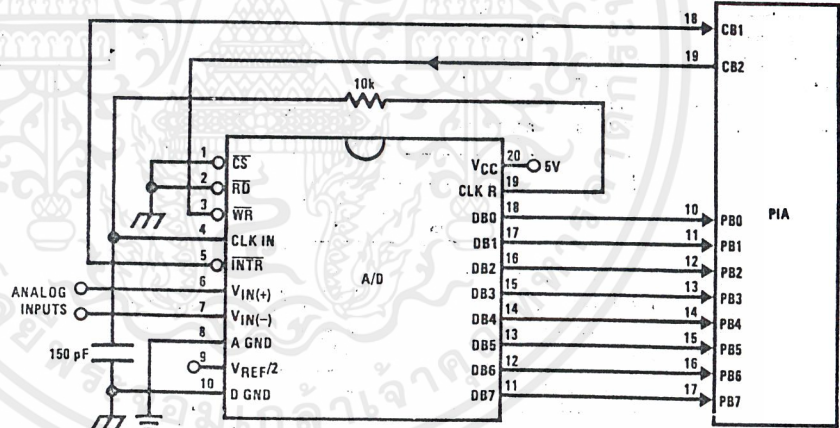 18 CB1
19 CB2
10k
1 CS
2 RD
3 WR
4 CLK IN
5 INTR
6 VIN(+)
7 VIN(−)
8 A GND
9 VREF/2
10 D GND
ANALOG
INPUTS
150 pF
A/D
VCC 20 5V
CLK R 19
DB0 18
DB1 17
DB2 16
DB3 15
DB4 14
DB5 13
DB6 12
DB7 11
10 PB0
11 PB1
12 PB2
13 PB3
14 PB4
15 PB5
16 PB6
17 PB7
PIA